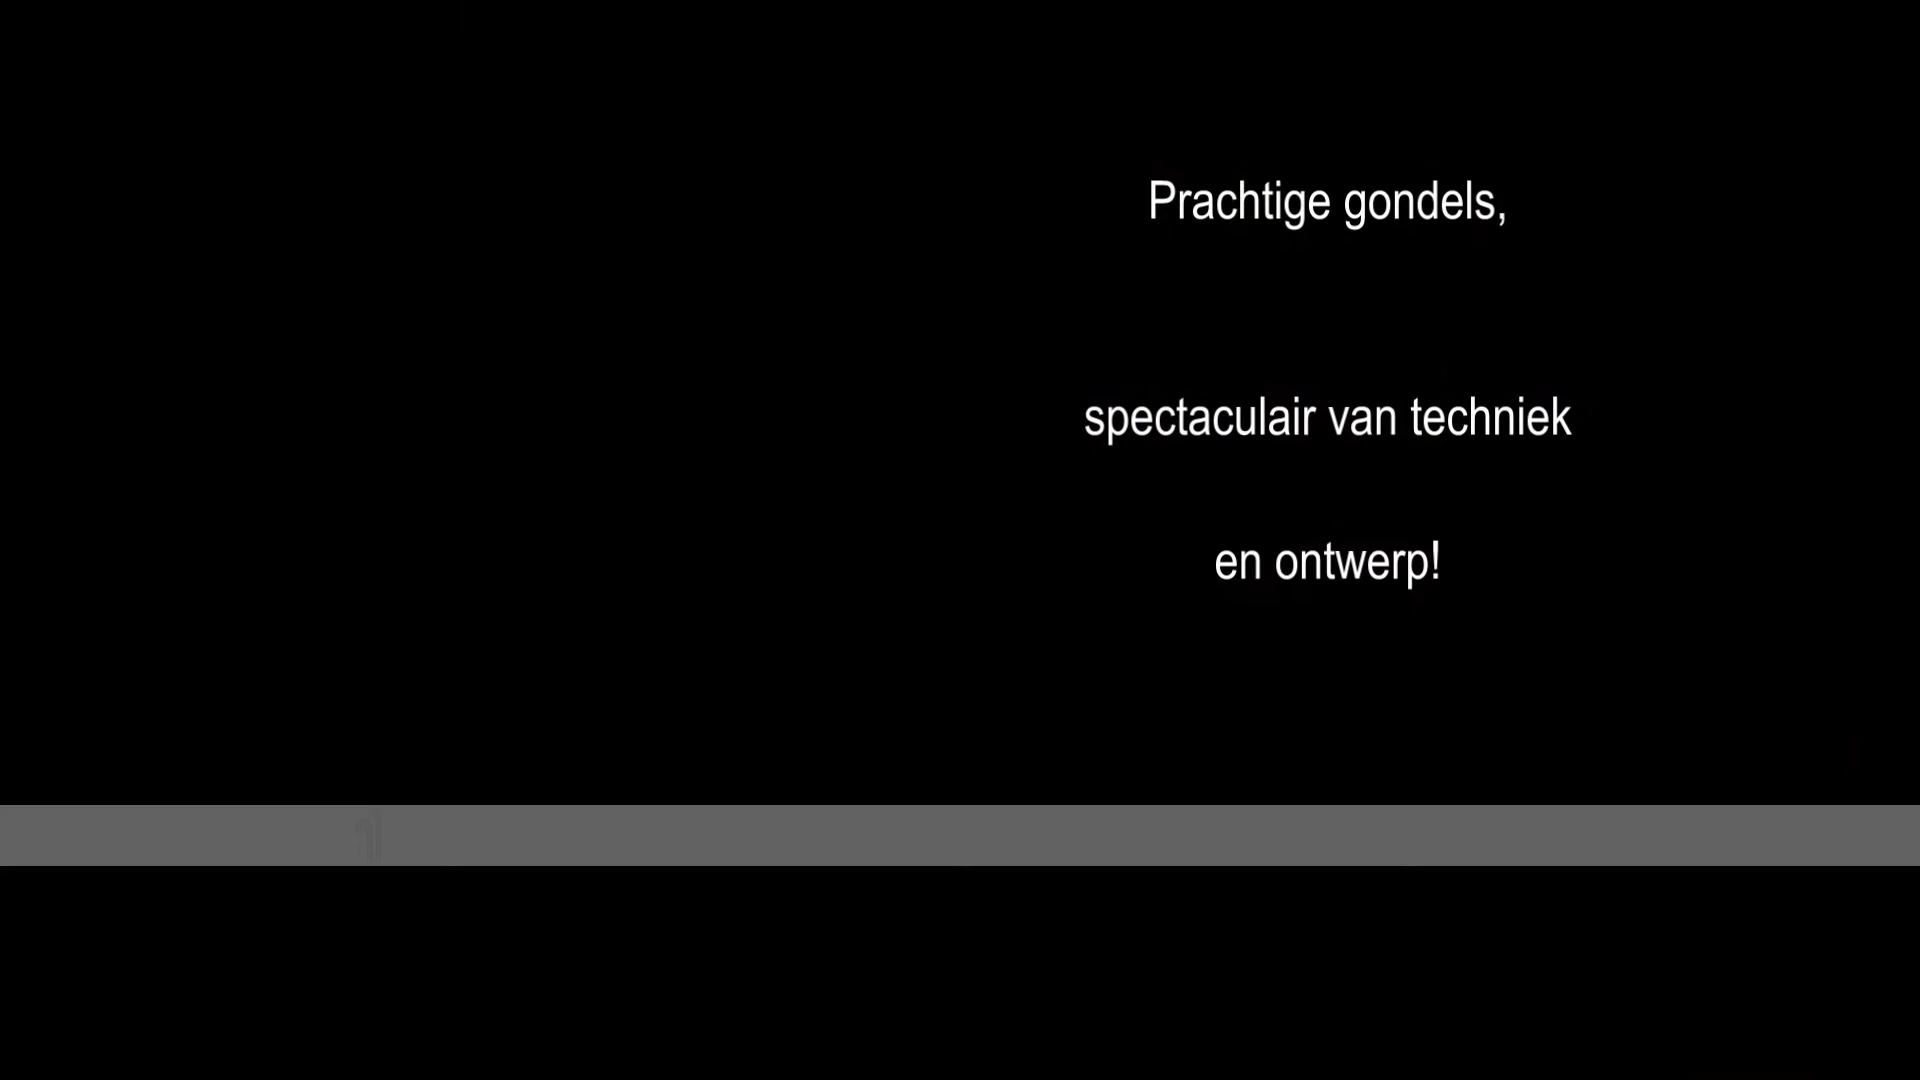 Prachtige gondels,
spectaculair van techniek
en ontwerp!